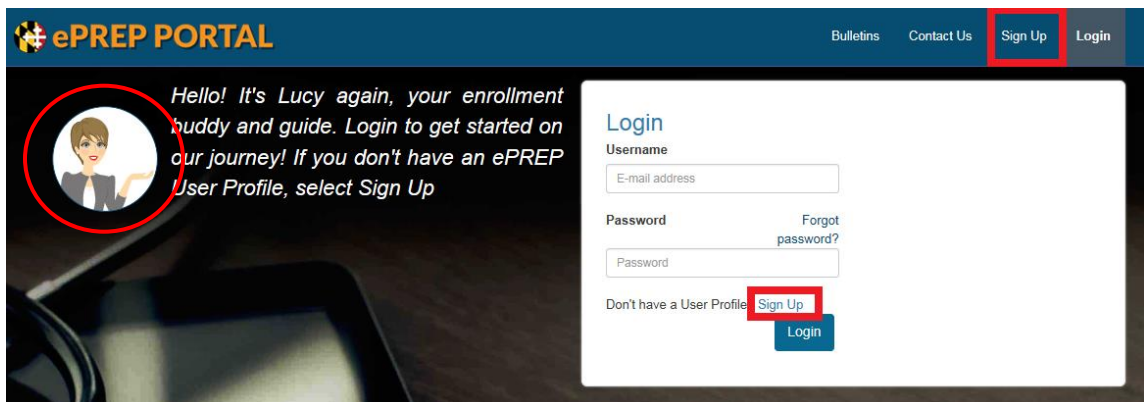 ePREP PORTAL
Bulletins Contact Us Sign Up Login
Hello! It's Lucy again, your enrollment
buddy and guide. Login to get started on
our journey! If you don't have an ePREP
User Profile, select Sign Up
Login
Username
E-mail address
Password Forgot
password?
Password
Don't have a User Profile Sign Up
Login